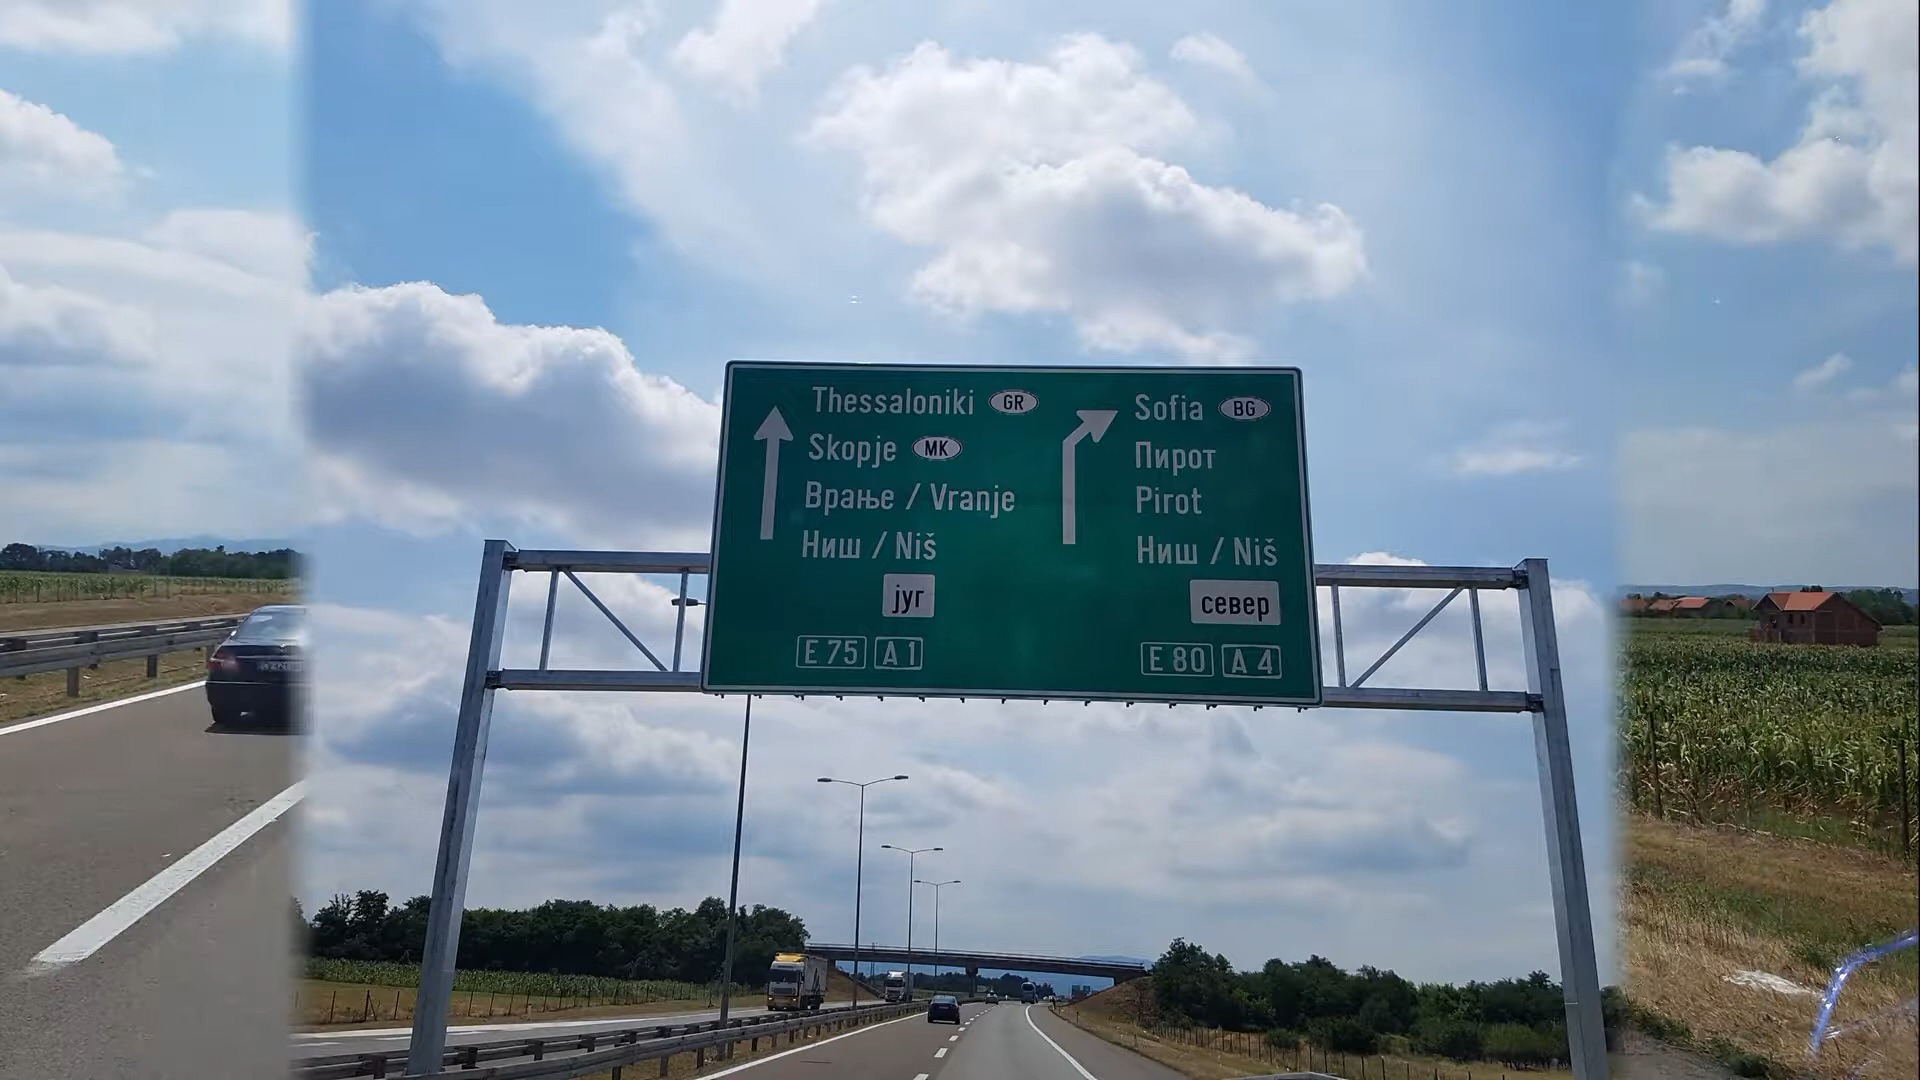 Thessaloniki GR
Skopje MK
Врање / Vranje
Ниш / Niš
југ
E 75 A 1
Sofia BG
Пирот
Pirot
Ниш / Niš
север
E 80 A 4